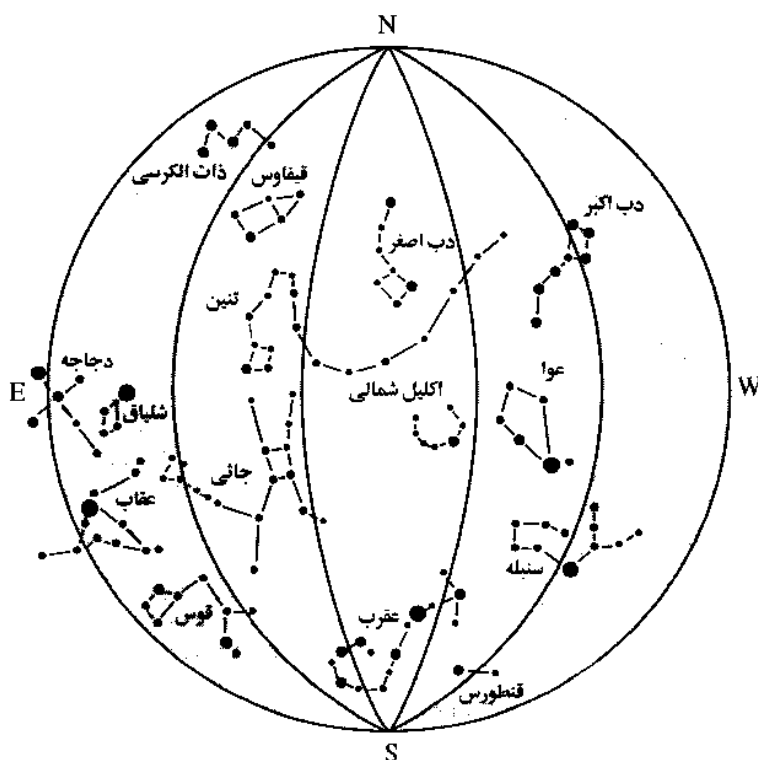 N
ذات الکرسی
قیفاوس
دب اکبر
دب اصغر
تنین
دجاجه
E
W
شلیاق
اکلیل شمالی
عوا
جاثی
عقاب
سنبله
قوس
عقرب
قنطورس
S